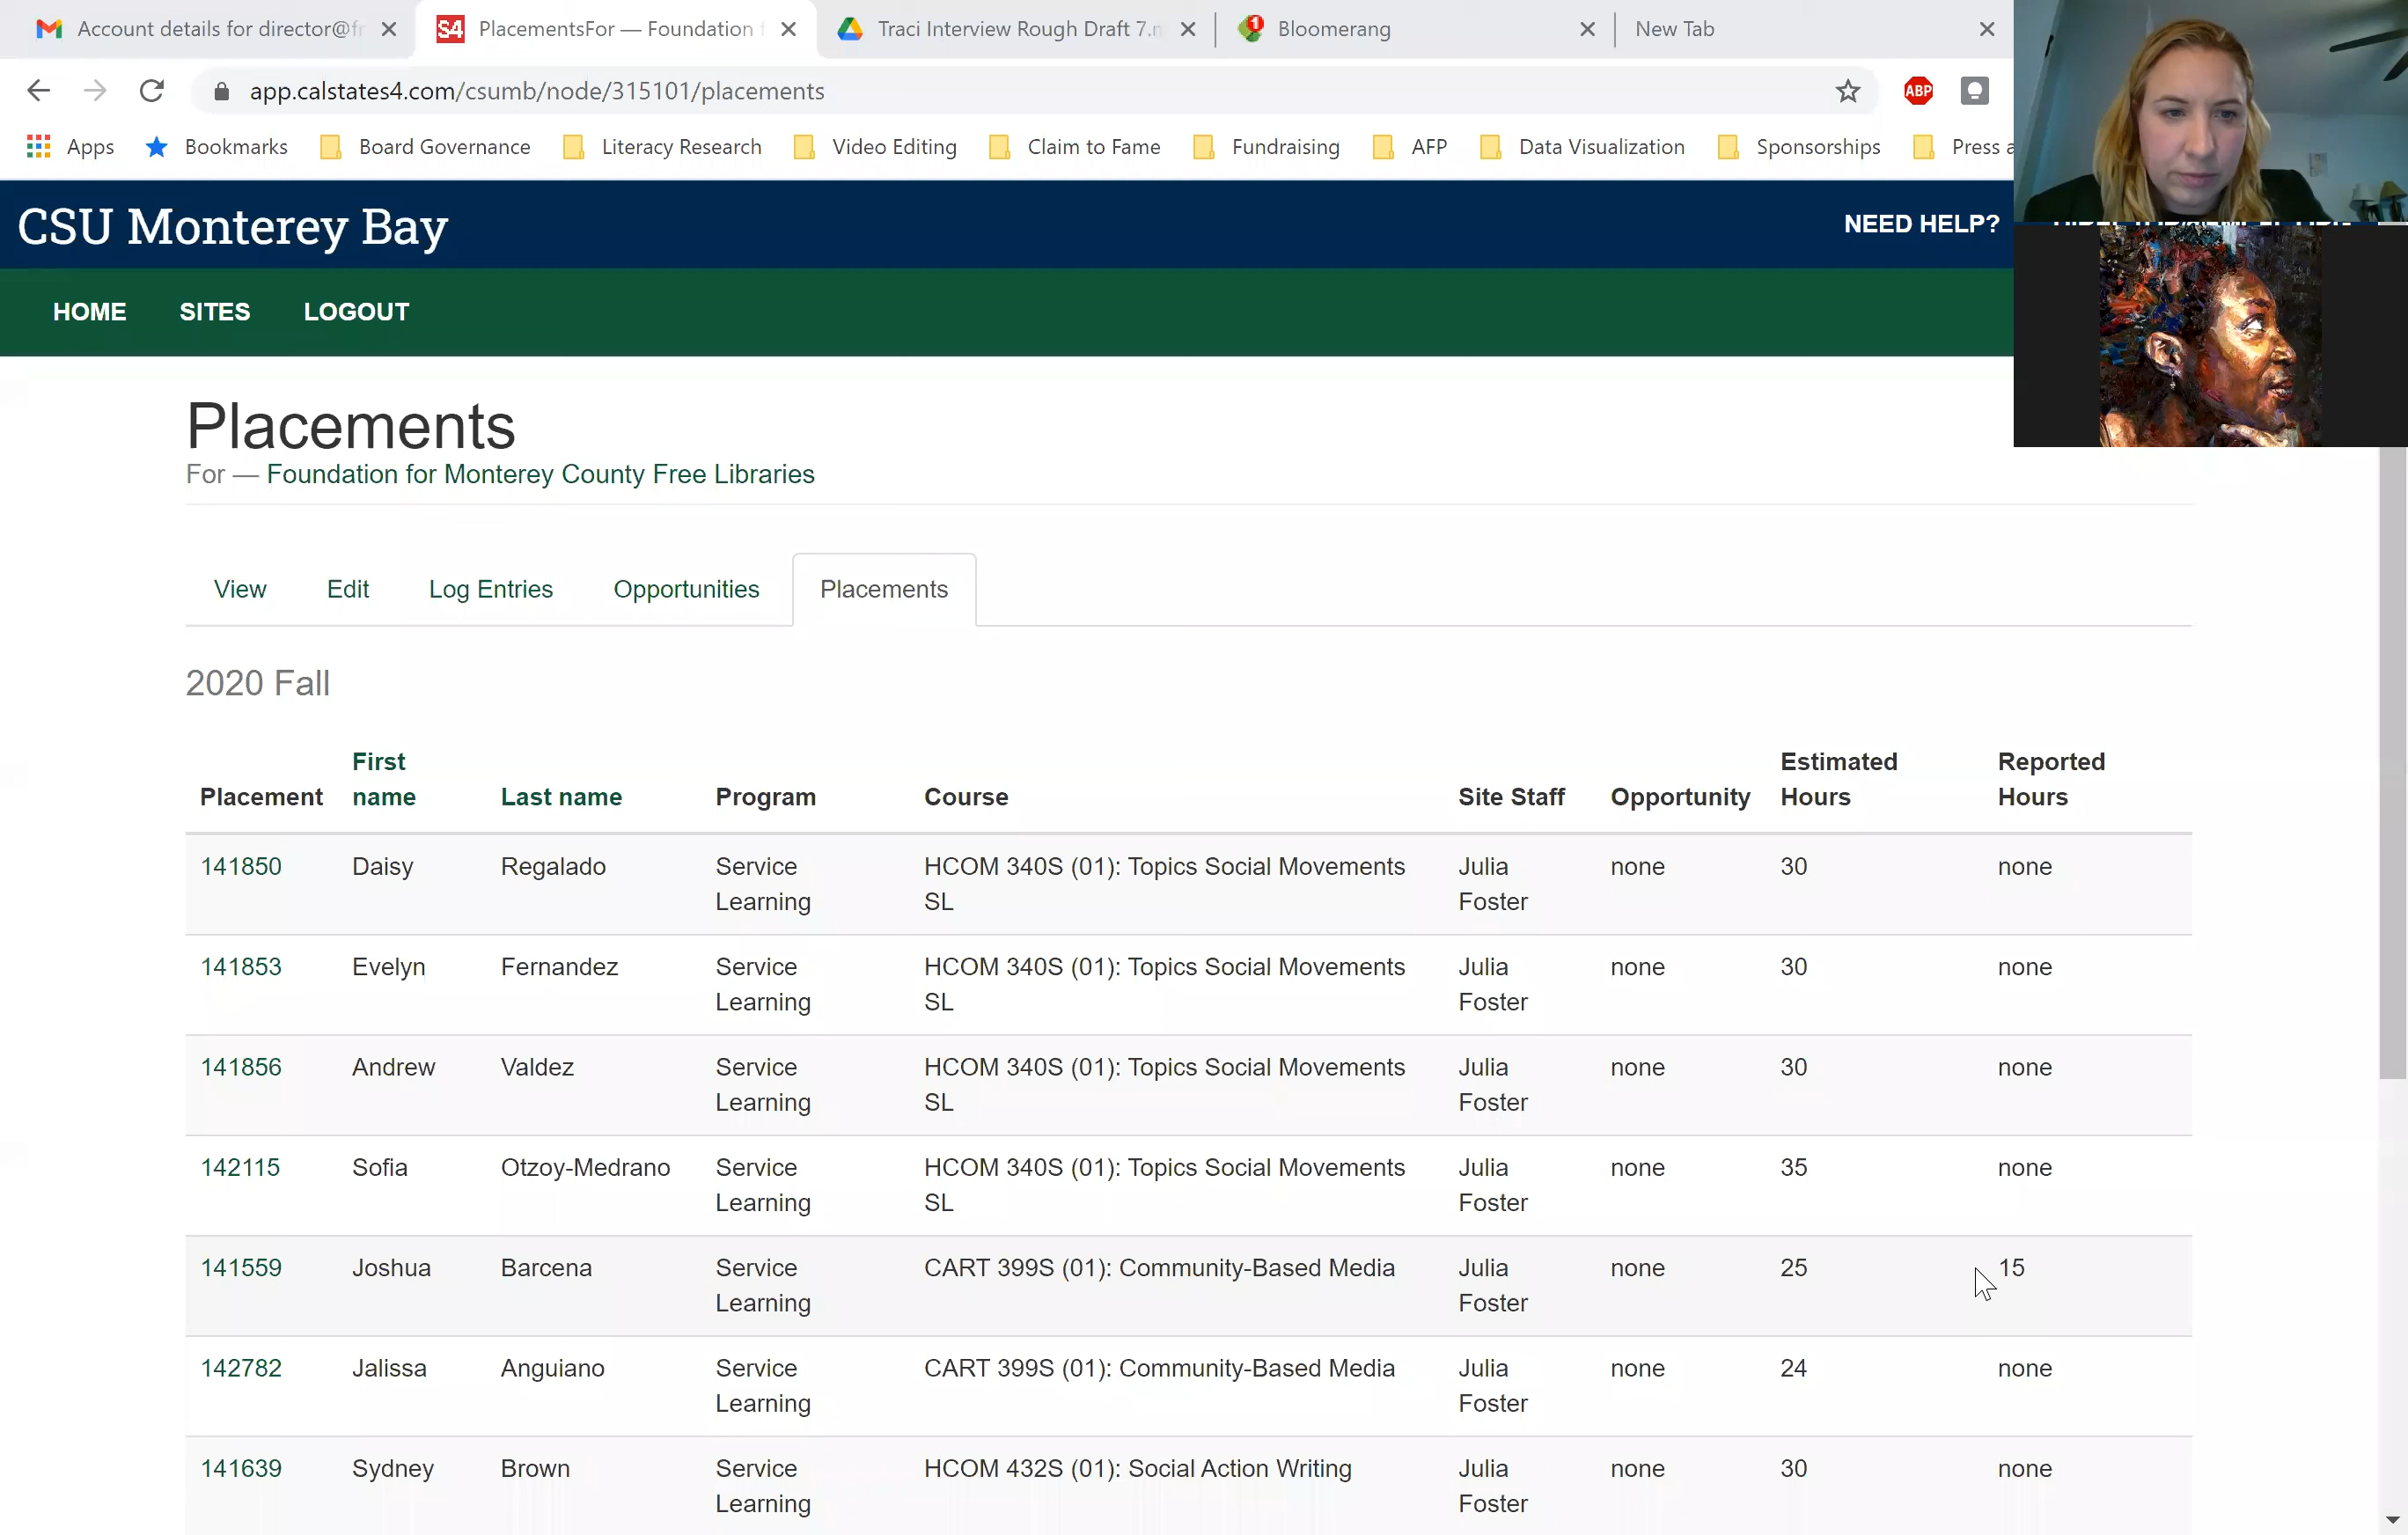 Account details for director@fr
PlacementsFor — Foundation f
Traci Interview Rough Draft 7.m
Bloomerang
New Tab
app.calstates4.com/csumb/node/315101/placements
ABP
Apps Bookmarks Board Governance Literacy Research Video Editing Claim to Fame Fundraising AFP Data Visualization Sponsorships Press a
CSU Monterey Bay
NEED HELP?
HOME SITES LOGOUT
Placements
For — Foundation for Monterey County Free Libraries
View Edit Log Entries Opportunities Placements
2020 Fall
Placement First name Last name Program Course Site Staff Opportunity Estimated Hours Reported Hours
141850 Daisy Regalado Service Learning HCOM 340S (01): Topics Social Movements SL Julia Foster none 30 none
141853 Evelyn Fernandez Service Learning HCOM 340S (01): Topics Social Movements SL Julia Foster none 30 none
141856 Andrew Valdez Service Learning HCOM 340S (01): Topics Social Movements SL Julia Foster none 30 none
142115 Sofia Otzoy-Medrano Service Learning HCOM 340S (01): Topics Social Movements SL Julia Foster none 35 none
141559 Joshua Barcena Service Learning CART 399S (01): Community-Based Media Julia Foster none 25 15
142782 Jalissa Anguiano Service Learning CART 399S (01): Community-Based Media Julia Foster none 24 none
141639 Sydney Brown Service Learning HCOM 432S (01): Social Action Writing Julia Foster none 30 none